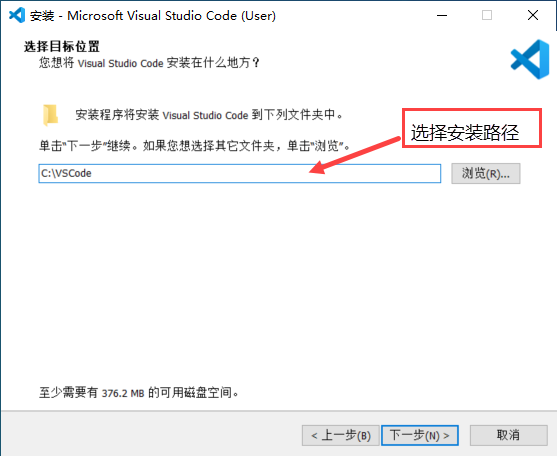 安装 - Microsoft Visual Studio Code (User)
选择目标位置
您想将 Visual Studio Code 安装在什么地方？
安装程序将安装 Visual Studio Code 到下列文件夹中。
选择安装路径
单击“下一步”继续。如果您想选择其它文件夹，单击“浏览”。
C:\VSCode
浏览(R)...
至少需要有 376.2 MB 的可用磁盘空间。
< 上一步(B)
下一步(N) >
取消